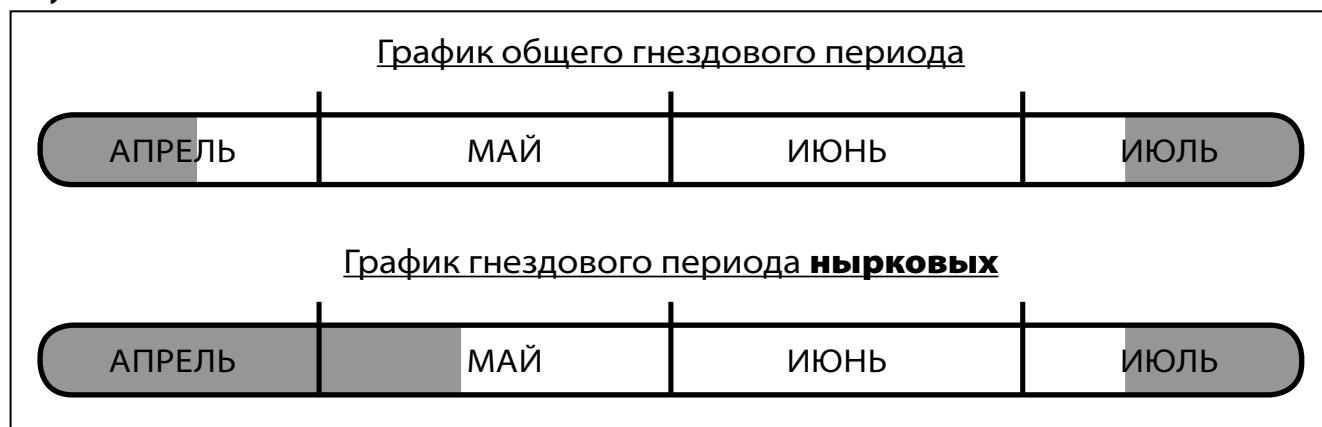 График общего гнездового периода
АПРЕЛЬ МАЙ ИЮНЬ ИЮЛЬ
График гнездового периода нырковых
АПРЕЛЬ МАЙ ИЮНЬ ИЮЛЬ